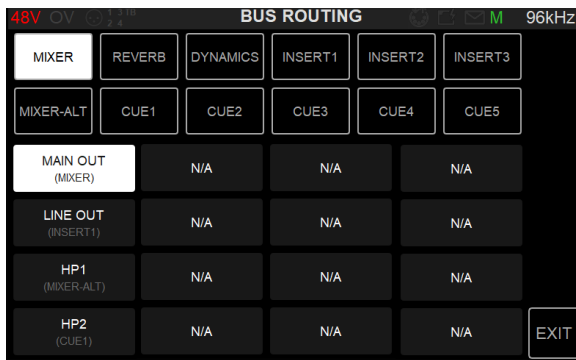 48V OV 1 3 TB 2 4 BUS ROUTING M 96kHz
MIXER REVERB DYNAMICS INSERT1 INSERT2 INSERT3
MIXER-ALT CUE1 CUE2 CUE3 CUE4 CUE5
MAIN OUT N/A N/A N/A
(MIXER)
LINE OUT N/A N/A N/A
(INSERT1)
HP1 N/A N/A N/A
(MIXER-ALT)
HP2 N/A N/A N/A
(CUE1)
EXIT